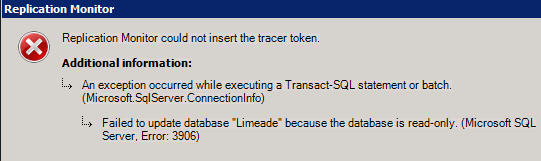 Replication Monitor
Replication Monitor could not insert the tracer token.
Additional information:
An exception occurred while executing a Transact-SQL statement or batch.
(Microsoft.SqlServer.ConnectionInfo)
Failed to update database "Limeade" because the database is read-only. (Microsoft SQL
Server, Error: 3906)